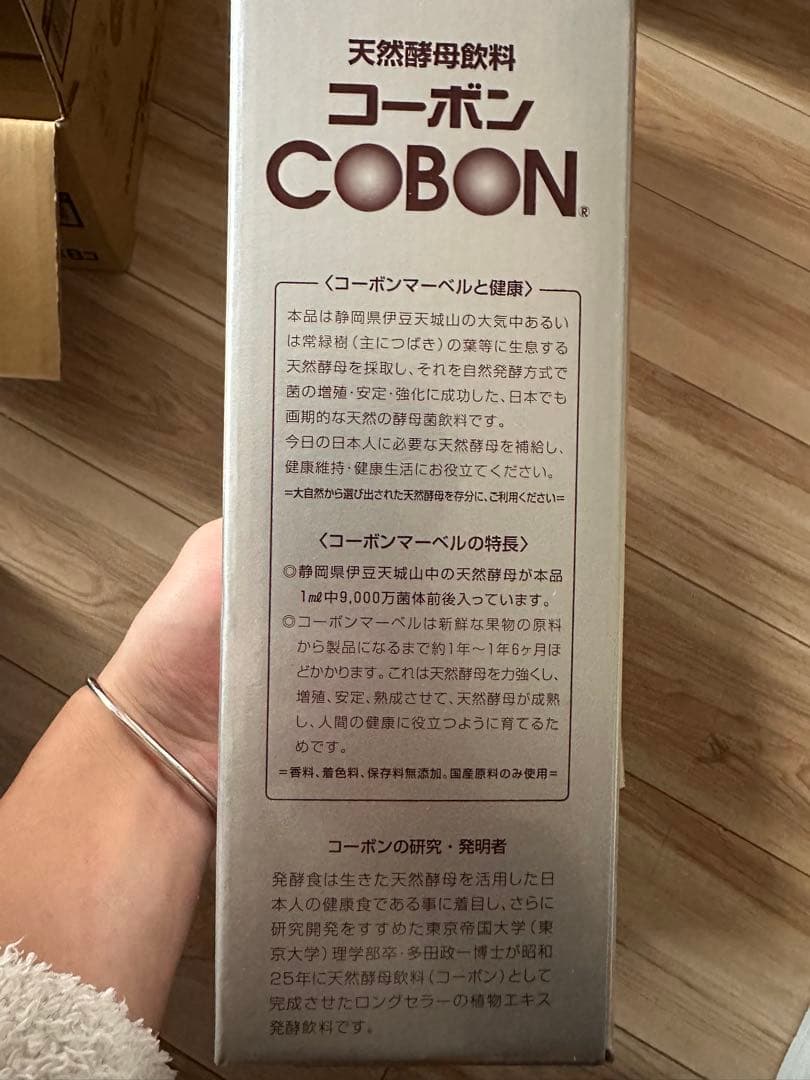 天然酵母飲料
コーボン
COBON®
〈コーボンマーベルと健康〉
本品は静岡県伊豆天城山の大気中あるい
は常緑樹(主につばき)の葉等に生息する
天然酵母を採取し、それを自然発酵方式で
菌の増殖・安定・強化に成功した、日本でも
画期的な天然の酵母菌飲料です。
今日の日本人に必要な天然酵母を補給し、
健康維持・健康生活にお役立てください。
=大自然から選び出された天然酵母を存分に、ご利用ください=
〈コーボンマーベルの特長〉
◎静岡県伊豆天城山中の天然酵母が本品
1㎖中9,000万菌体前後入っています。
◎コーボンマーベルは新鮮な果物の原料
から製品になるまで約1年〜1年6ヶ月ほ
どかかります。これは天然酵母を力強くし、
増殖、安定、熟成させて、天然酵母が成熟
し、人間の健康に役立つように育てるた
めです。
=香料、着色料、保存料無添加。国産原料のみ使用=
コーボンの研究・発明者
発酵食は生きた天然酵母を活用した日
本人の健康食である事に着目し、さらに
研究開発をすすめた東京帝国大学(東
京大学)理学部卒・多田政一博士が昭和
25年に天然酵母飲料(コーボン)として
完成させたロングセラーの植物エキス
発酵飲料です。